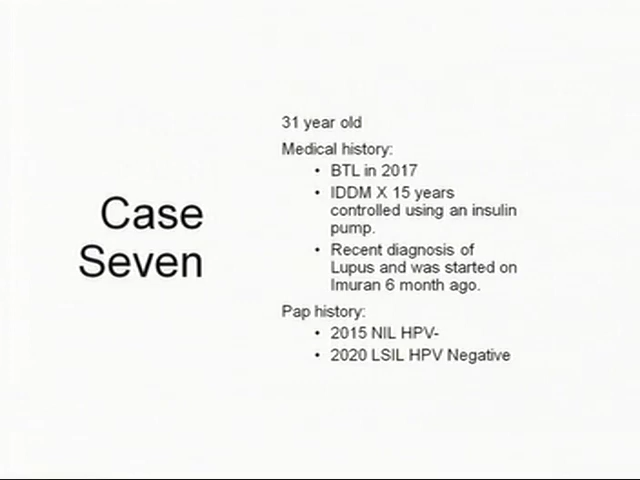 Case
Seven
31 year old
Medical history:
• BTL in 2017
• IDDM X 15 years
controlled using an insulin
pump.
• Recent diagnosis of
Lupus and was started on
Imuran 6 month ago.
Pap history:
• 2015 NIL HPV-
• 2020 LSIL HPV Negative